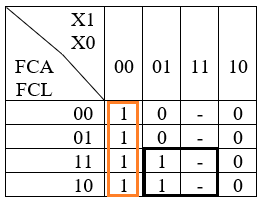 X1
X0
FCA
FCL
00 01 11 10
00 1 0 - 0
01 1 0 - 0
11 1 1 - 0
10 1 1 - 0